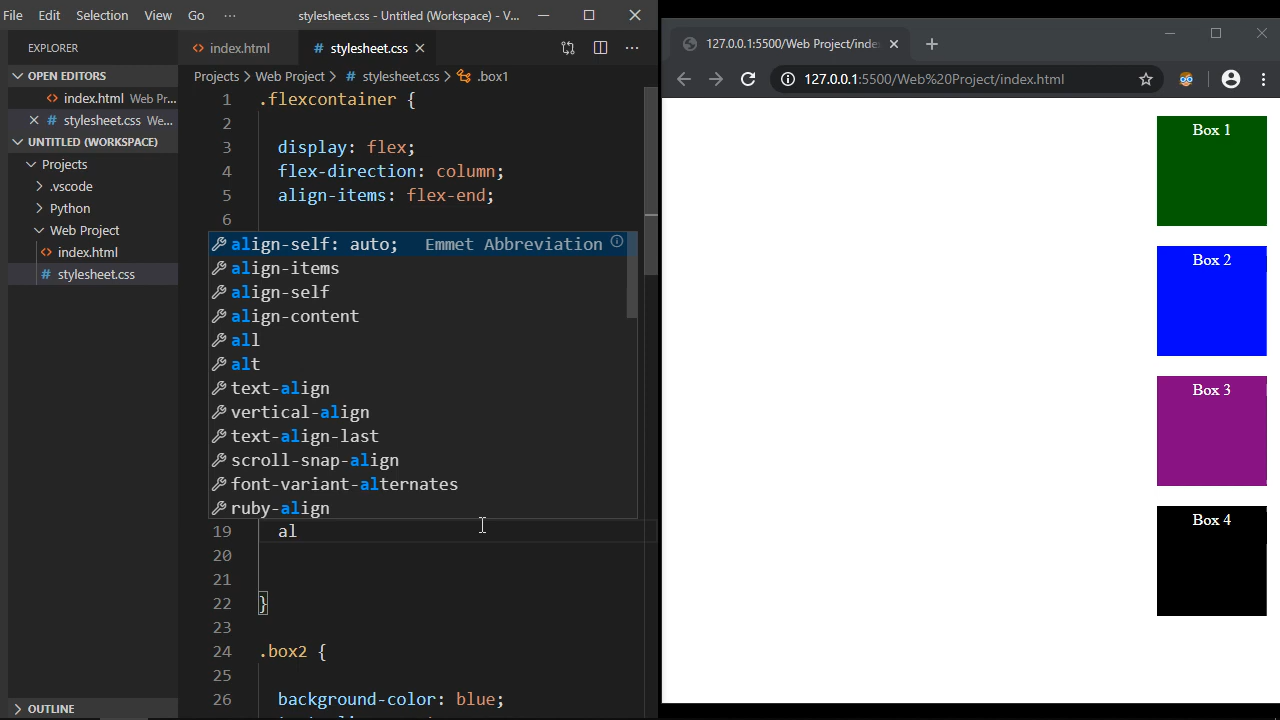 File Edit Selection View Go ··· stylesheet.css - Untitled (Workspace) - V...
EXPLORER
OPEN EDITORS
index.html Web Pr...
stylesheet.css We...
UNTITLED (WORKSPACE)
Projects
.vscode
Python
Web Project
index.html
stylesheet.css
OUTLINE
index.html
stylesheet.css
Projects > Web Project > stylesheet.css > .box1
1 .flexcontainer {
2
3 display: flex;
4 flex-direction: column;
5 align-items: flex-end;
6
align-self: auto; Emmet Abbreviation
align-items
align-self
align-content
all
alt
text-align
vertical-align
text-align-last
scroll-snap-align
font-variant-alternates
ruby-align
19 al
20
21
22 }
23
24 .box2 {
25
26 background-color: blue;
127.0.0.1:5500/Web Project/inde
127.0.0.1:5500/Web%20Project/index.html
Box 1
Box 2
Box 3
Box 4